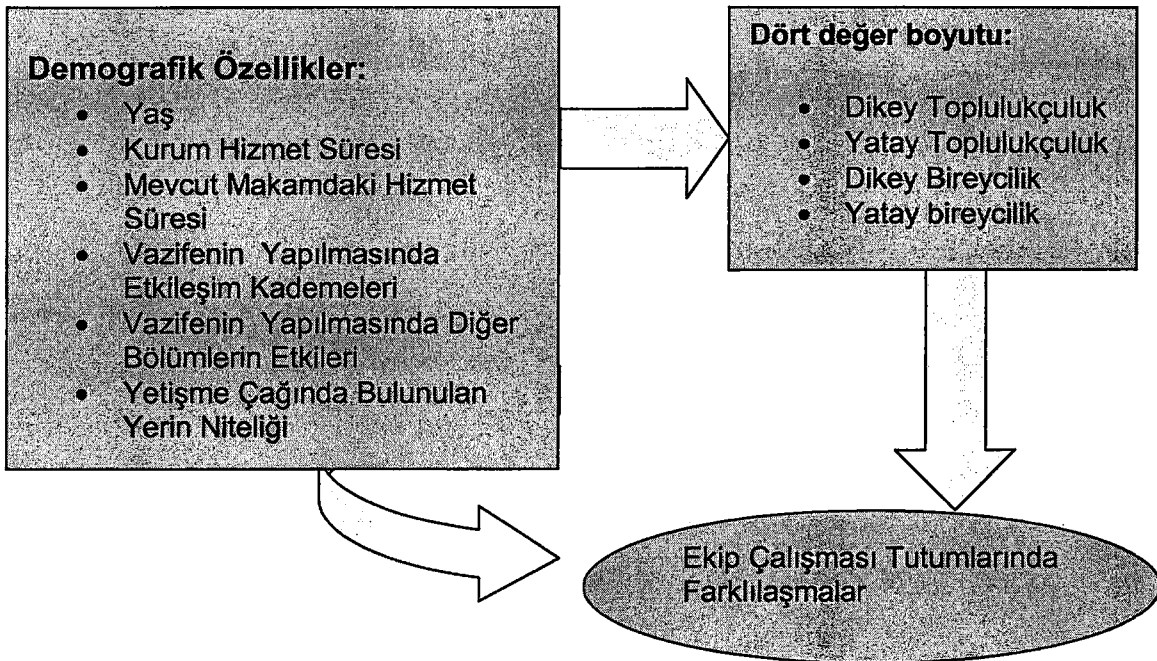 Demografik Özellikler:
• Yaş
• Kurum Hizmet Süresi
• Mevcut Makamdaki Hizmet
Süresi
• Vazifenin Yapılmasında
Etkileşim Kademeleri
• Vazifenin Yapılmasında Diğer
Bölümlerin Etkileri
• Yetişme Çağında Bulunulan
Yerin Niteliği
Dört değer boyutu:
• Dikey Toplulukçuluk
• Yatay Toplulukçuluk
• Dikey Bireycilik
• Yatay bireycilik
Ekip Çalışması Tutumlarında
Farklılaşmalar